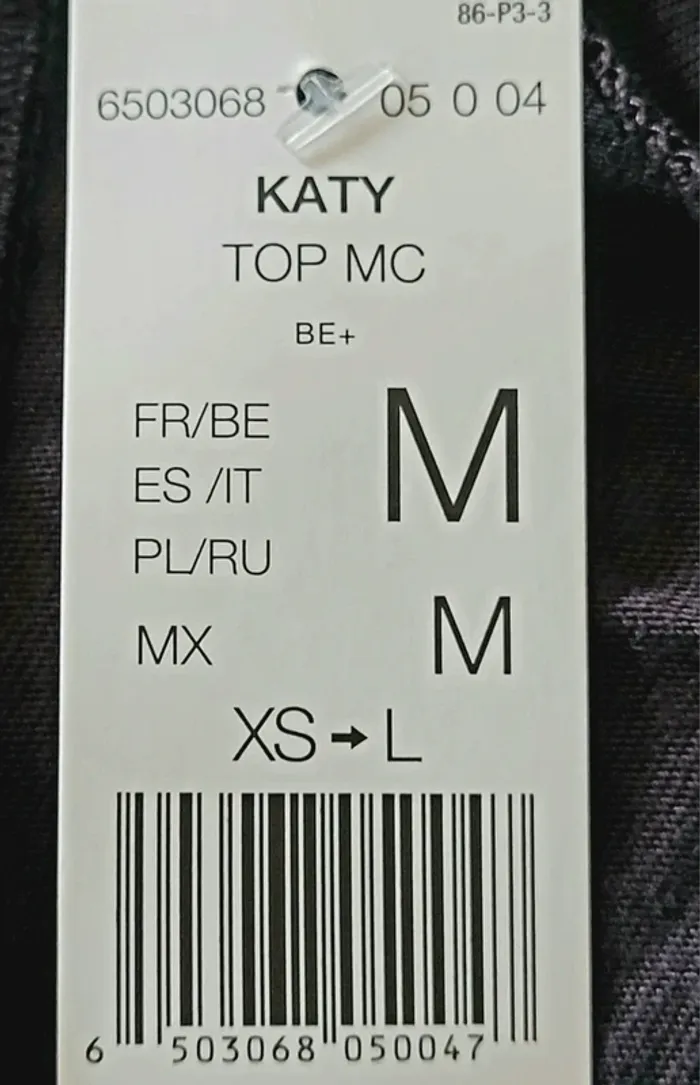 86-P3-3
6503068 05 0 04
KATY
TOP MC
BE+
FR/BE
ES /IT
PL/RU
M
MX M
XS→L
6 503068 050047